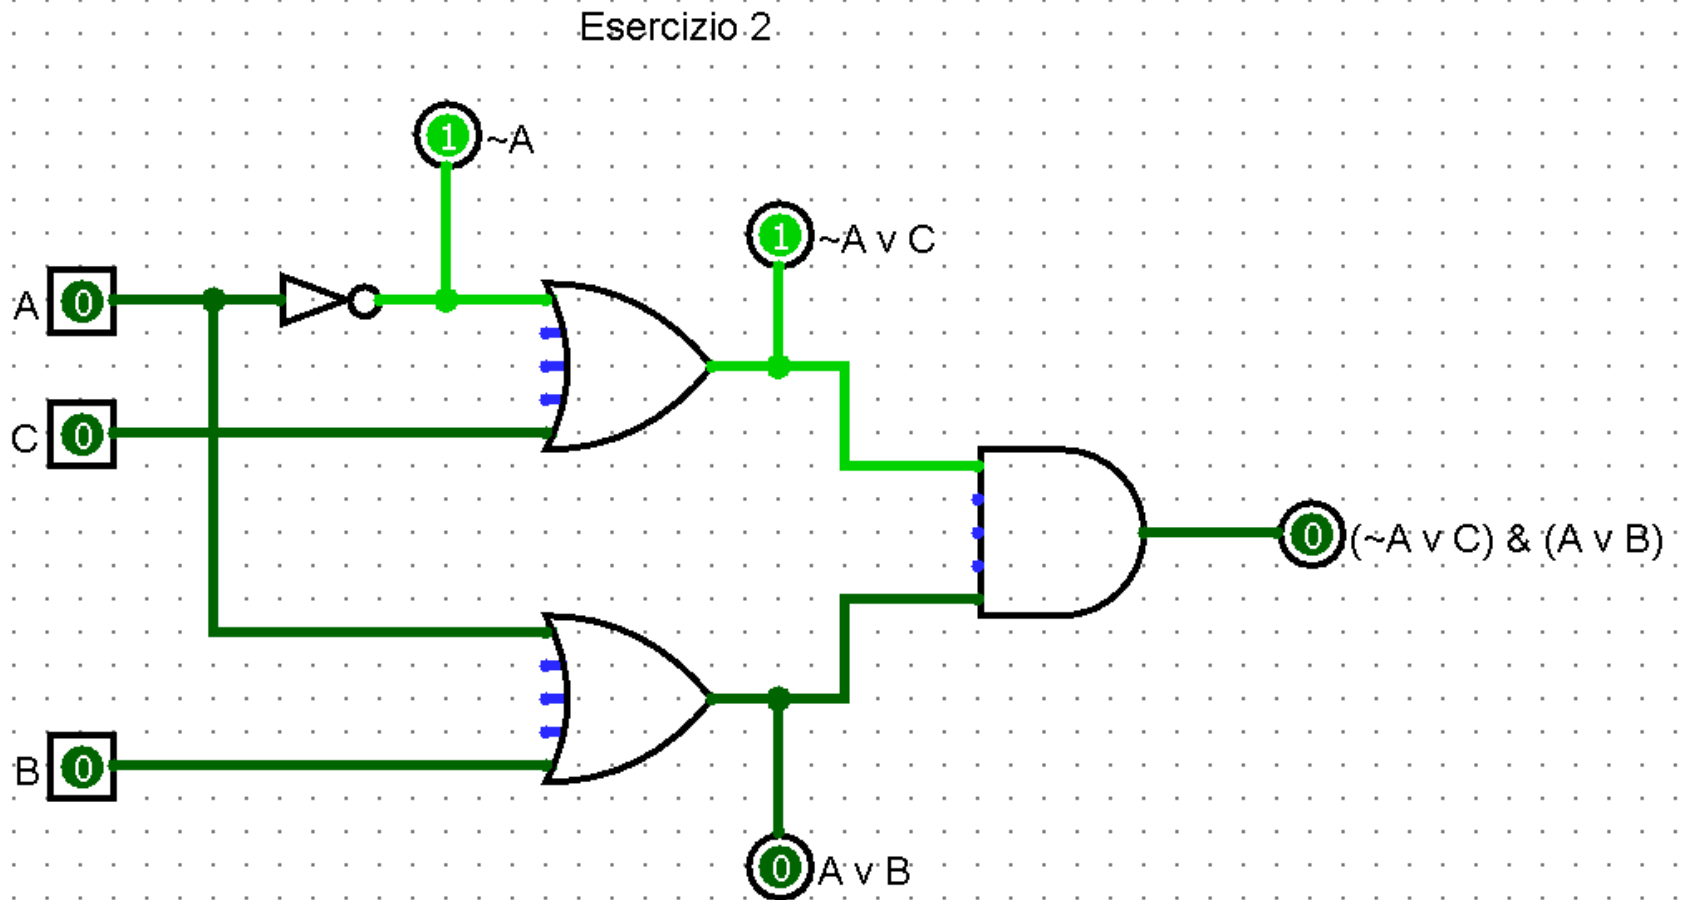 Esercizio 2
1 ~A
1 ~A v C
A 0
C 0
0 (~A v C) & (A v B)
B 0
0 A v B